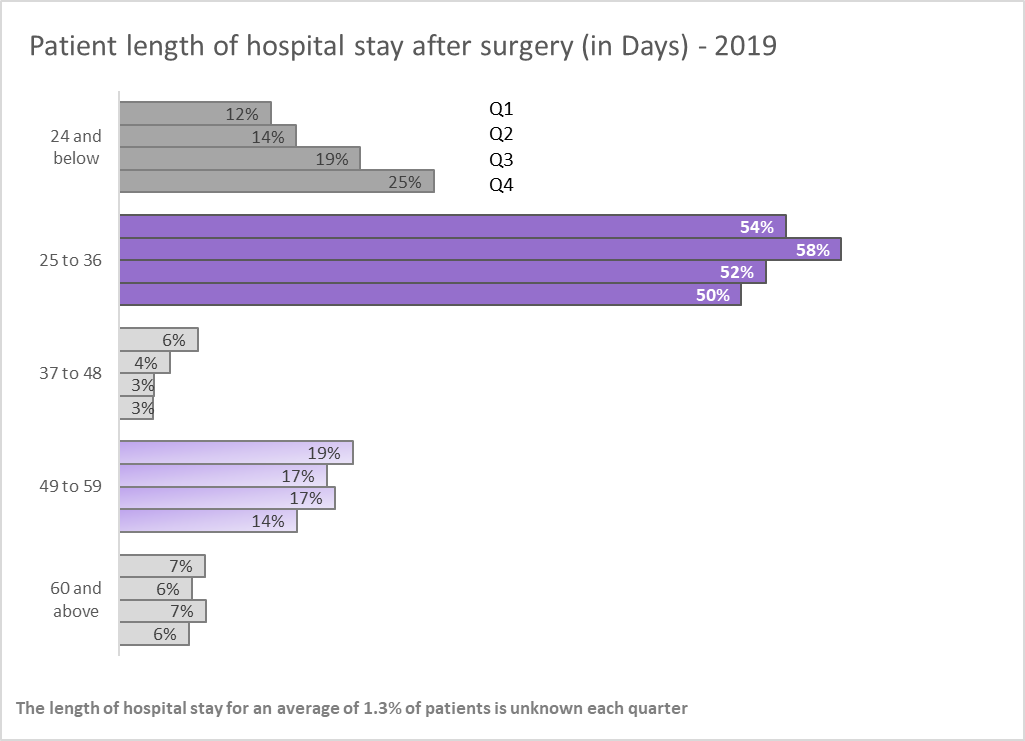 Patient length of hospital stay after surgery (in Days) - 2019
24 and
below
12%
14%
19%
25%
Q1
Q2
Q3
Q4
25 to 36
54%
58%
52%
50%
37 to 48
6%
4%
3%
3%
49 to 59
19%
17%
17%
14%
60 and
above
7%
6%
7%
6%
The length of hospital stay for an average of 1.3% of patients is unknown each quarter